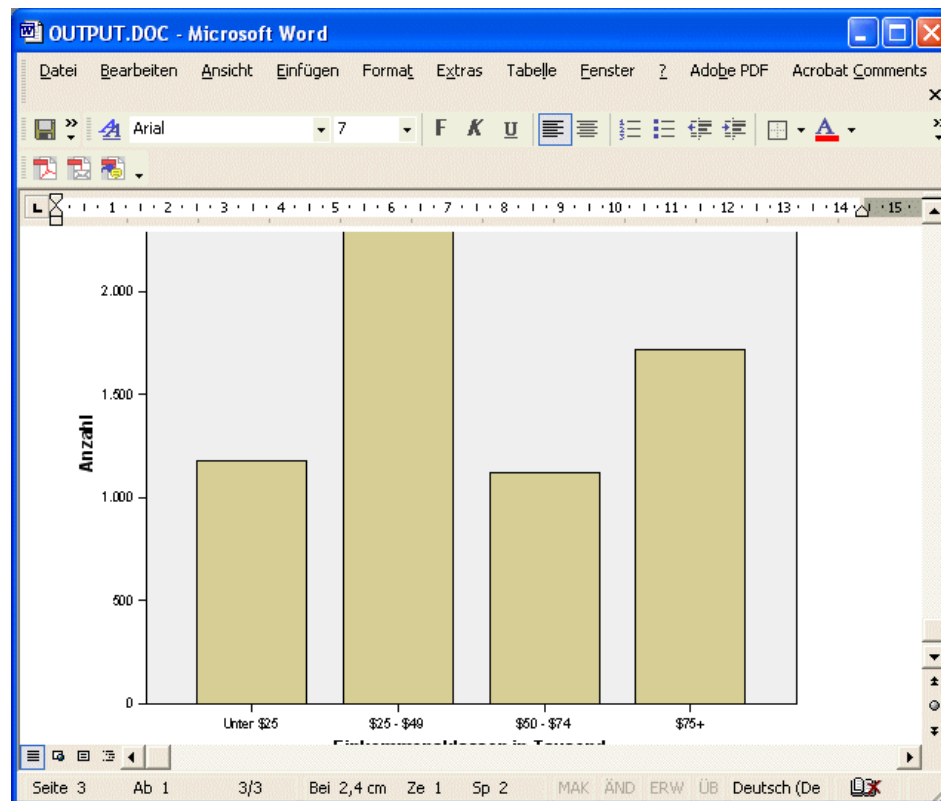 OUTPUT.DOC - Microsoft Word
Datei Bearbeiten Ansicht Einfügen Format Extras Tabelle Fenster ? Adobe PDF Acrobat Comments
Arial 7 F K U
1 2 3 4 5 6 7 8 9 10 11 12 13 14 15
2.000
1.500
1.000
500
0
Anzahl
Unter $25 $25 - $49 $50 - $74 $75+
Einkommensklassen in Tausend
Seite 3 Ab 1 3/3 Bei 2,4 cm Ze 1 Sp 2 MAK ÄND ERW ÜB Deutsch (De